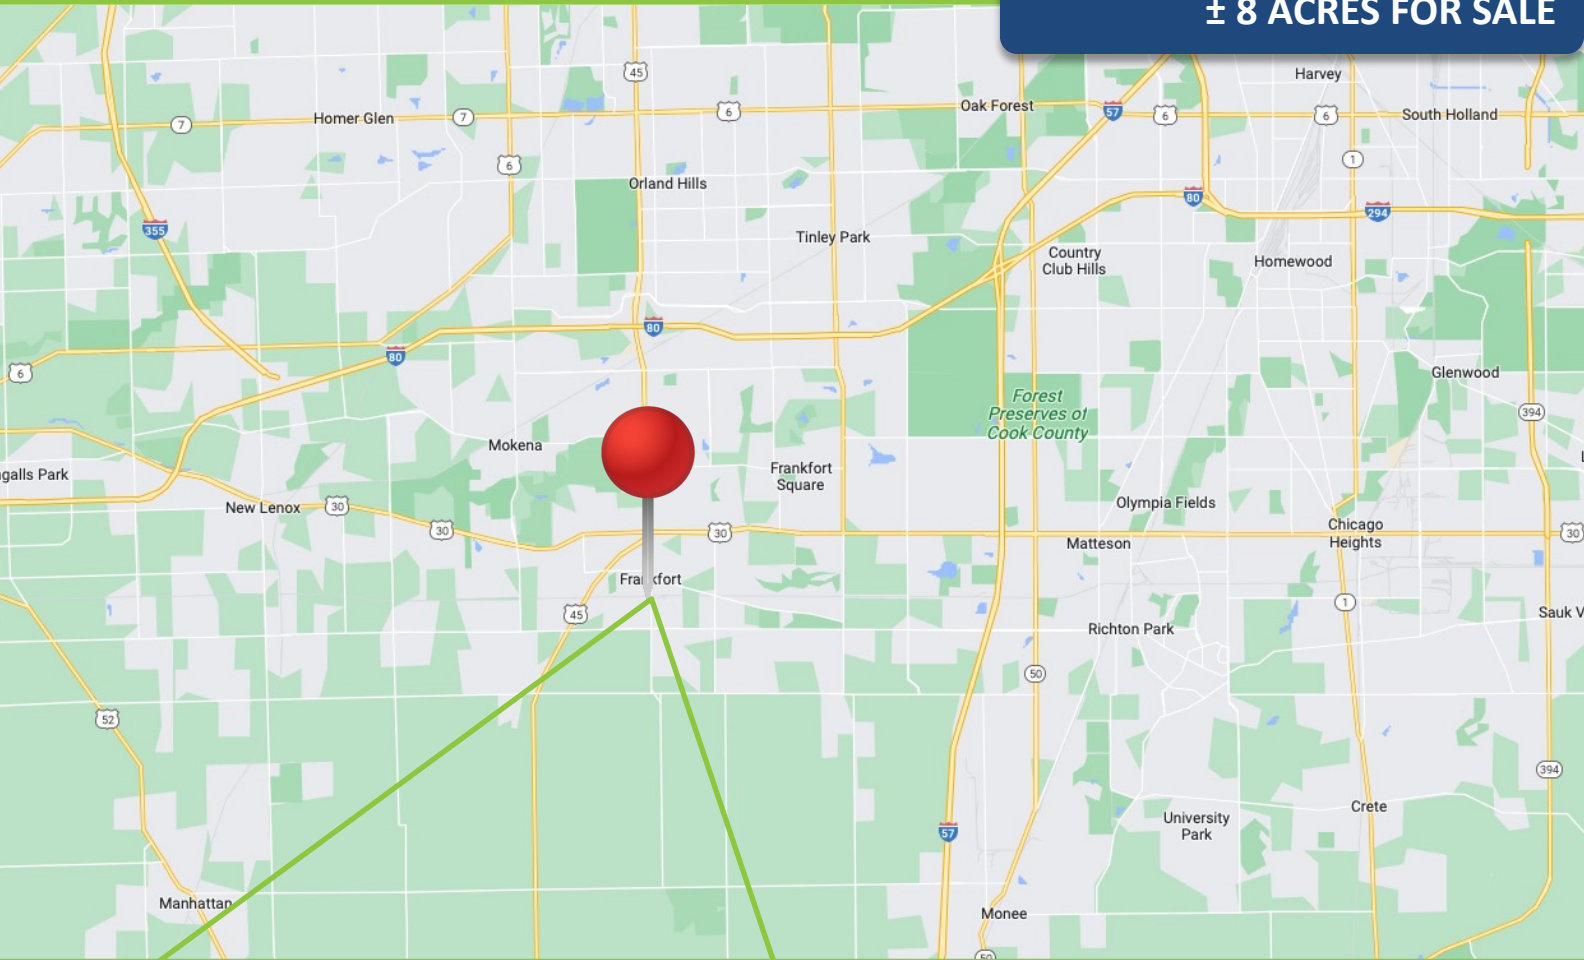 ± 8 ACRES FOR SALE
45
Harvey
Oak Forest
57
6
7
Homer Glen
7
6
6
6
South Holland
6
1
Orland Hills
80
294
355
Tinley Park
Country
Club Hills
Homewood
80
80
6
Glenwood
Forest
Preserves of
Cook County
394
Mokena
Frankfort
Square
galls Park
New Lenox
30
30
30
Olympia Fields
Matteson
Chicago
Heights
30
Frankfort
45
1
Sauk V
Richton Park
50
52
394
Crete
University
Park
57
Manhattan
Monee
50